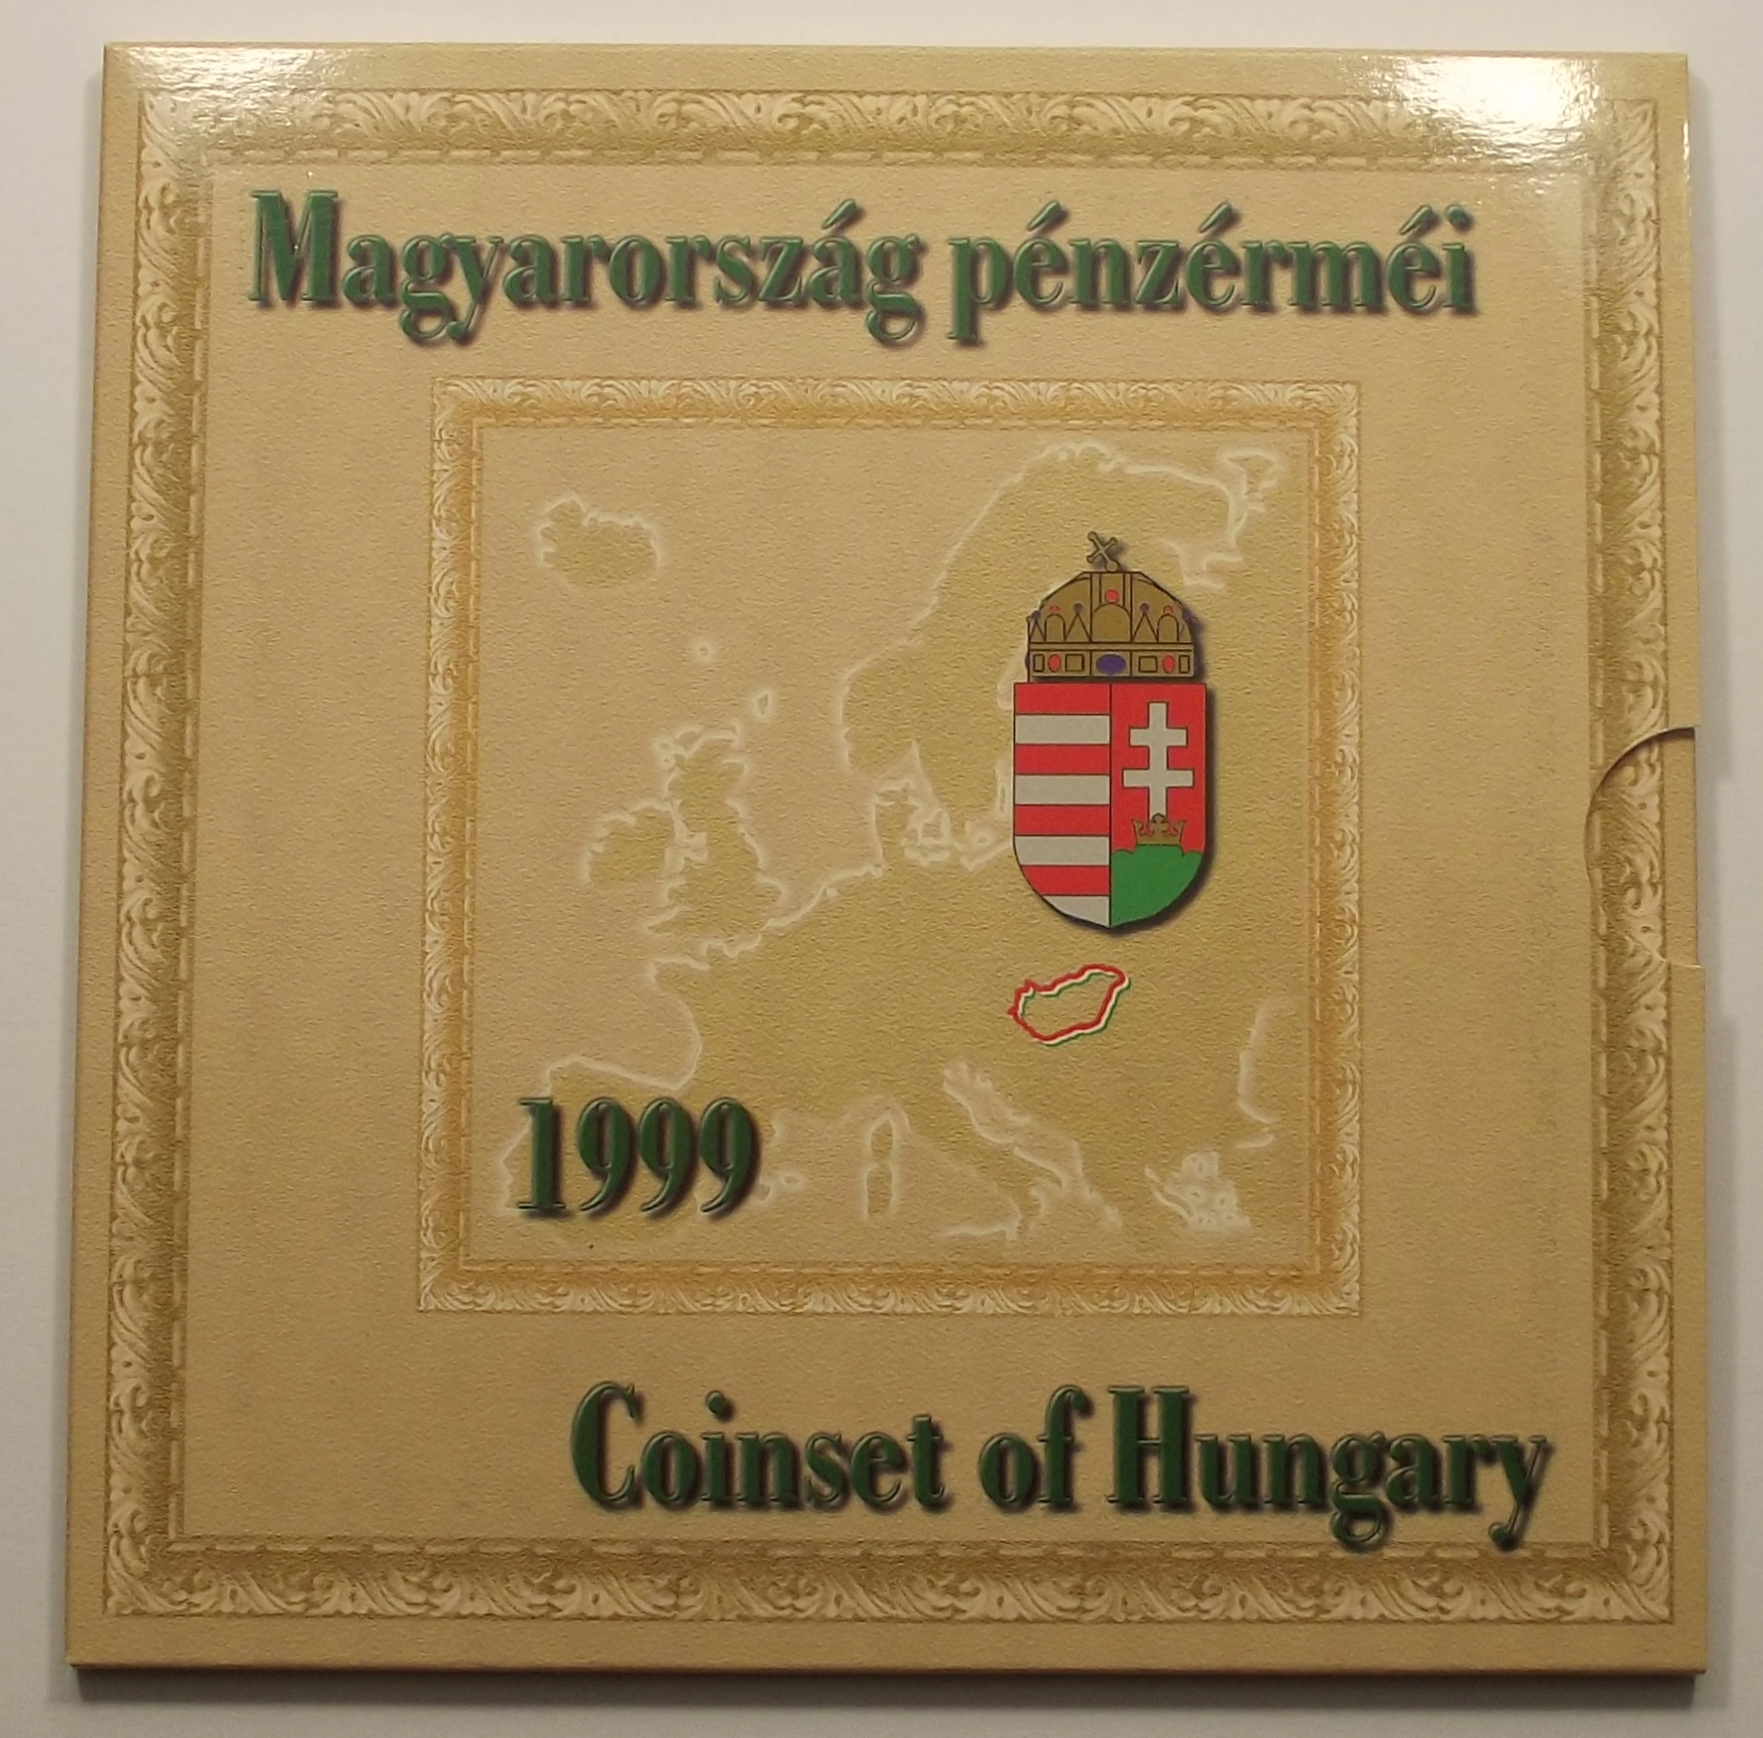 Magyarország pénzérméi
1999
Coinset of Hungary